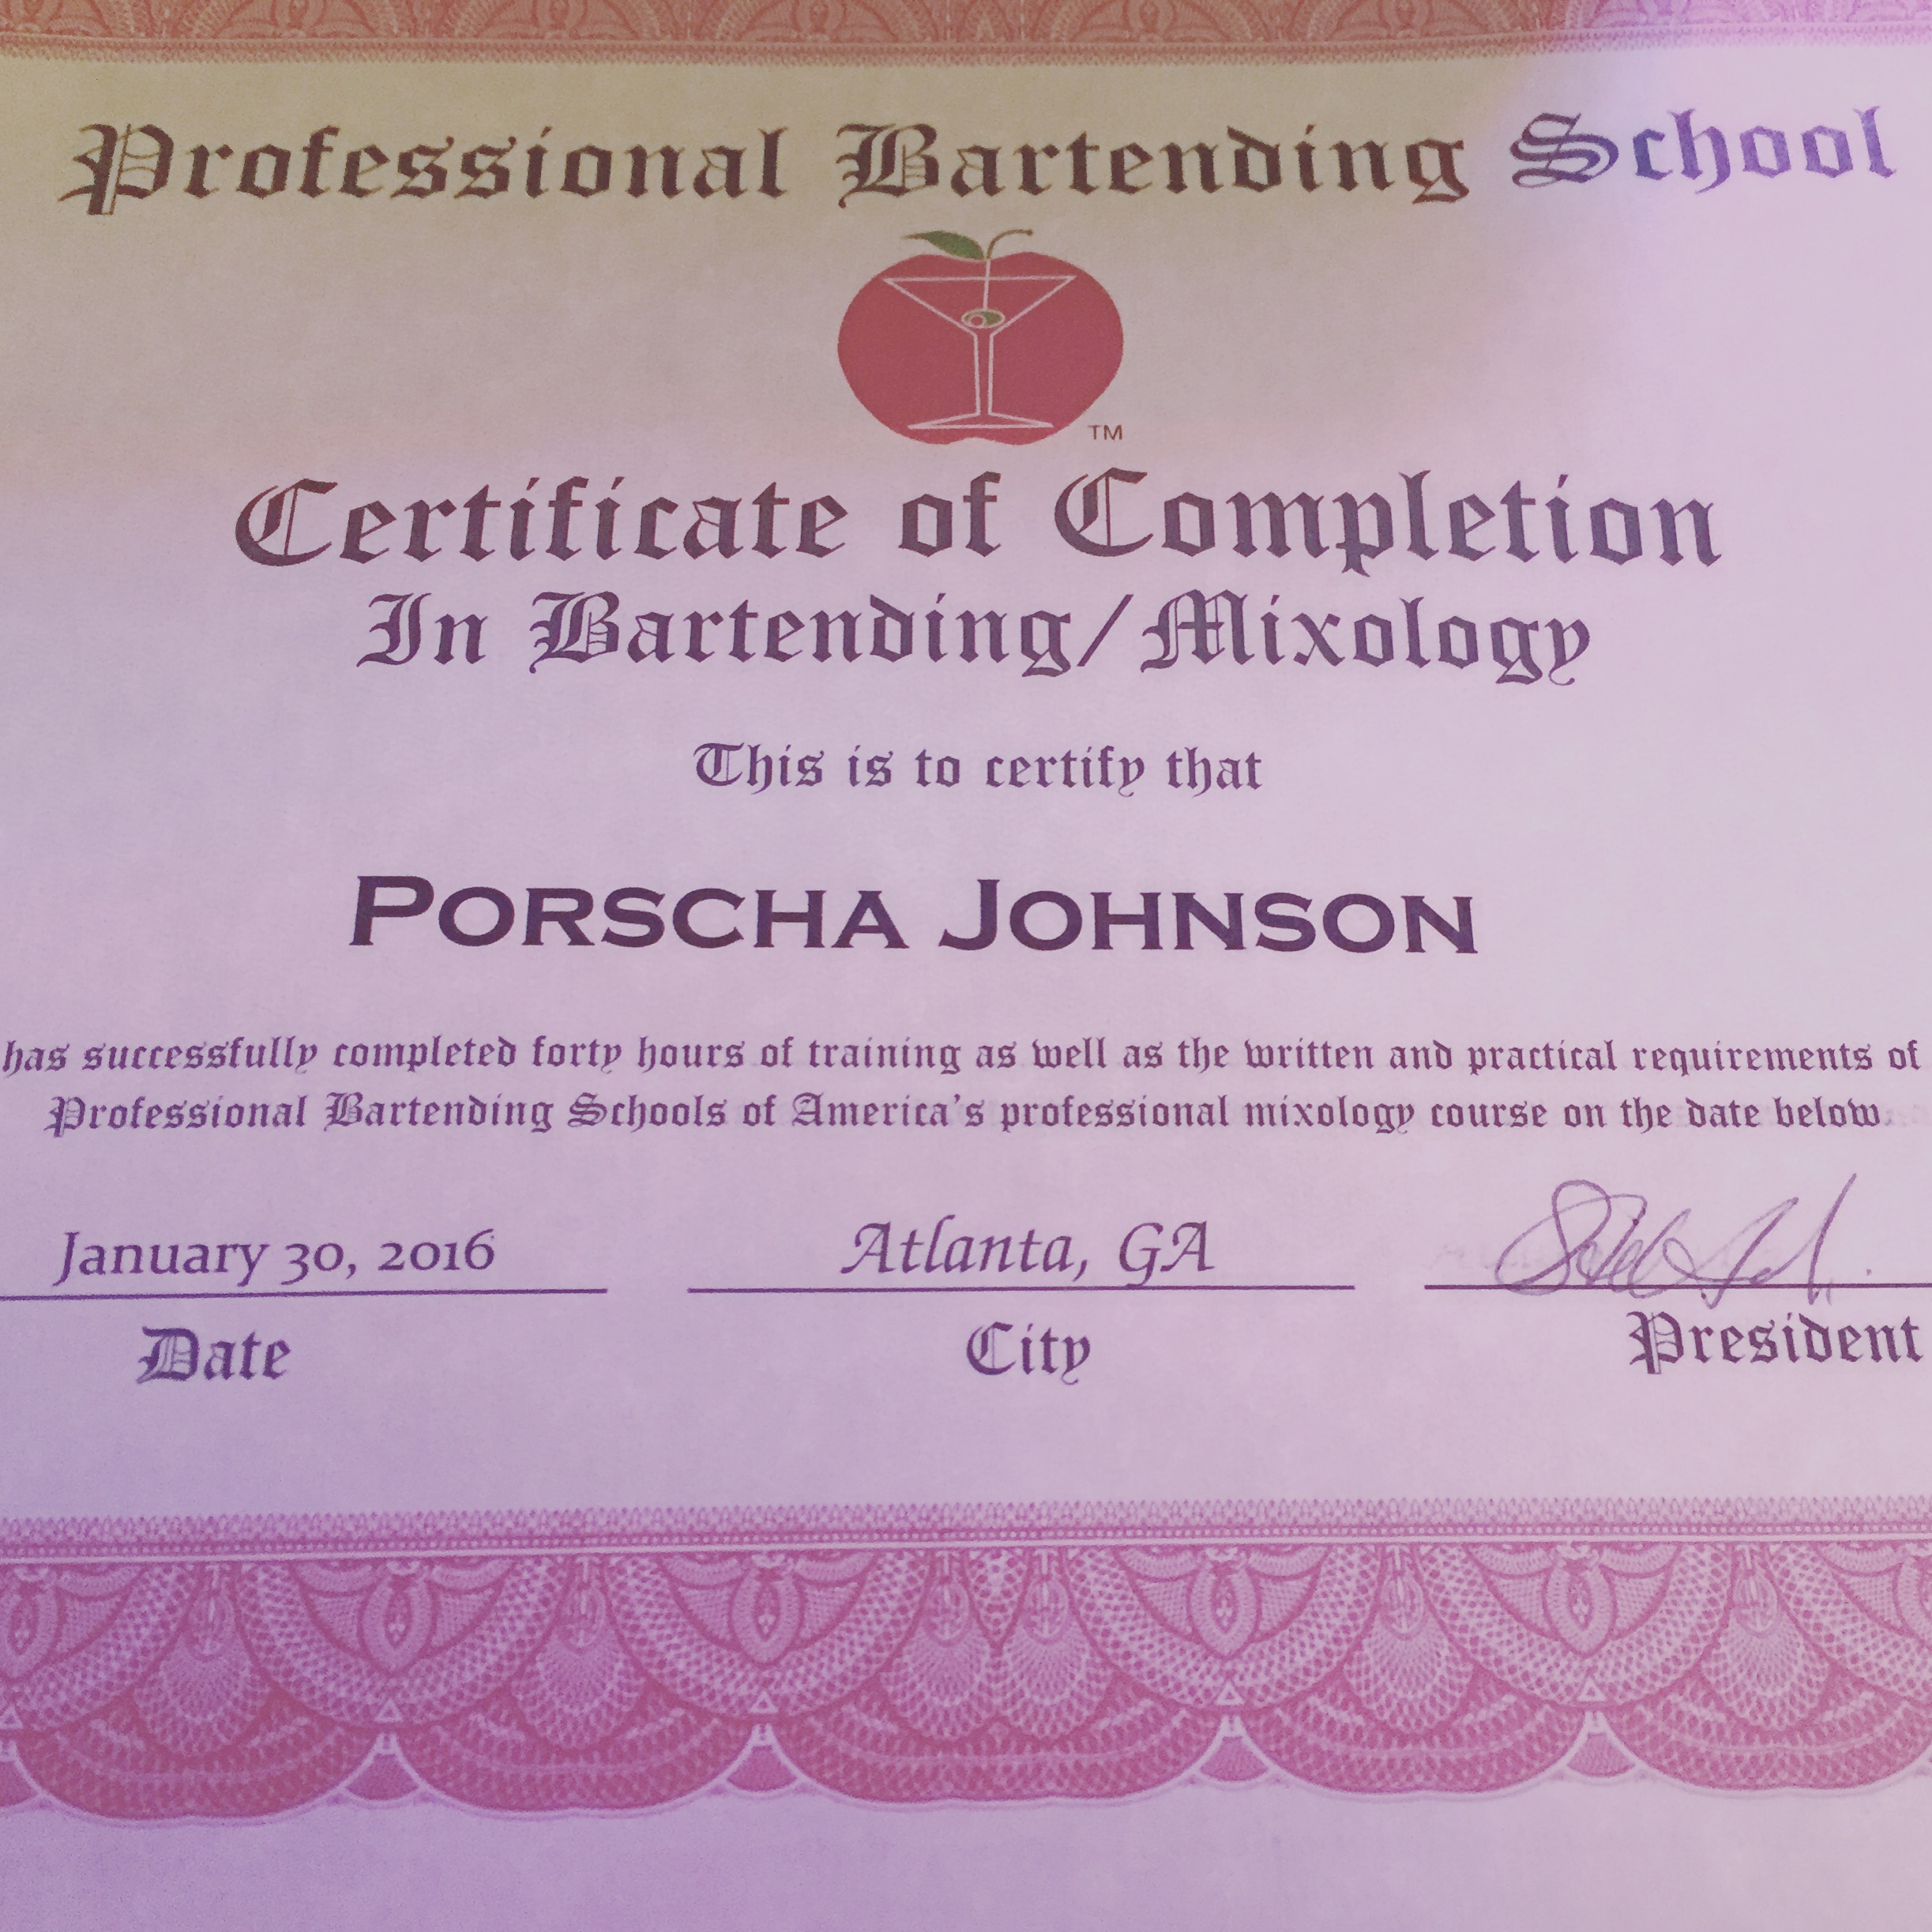 Professional Bartending School
TM
Certificate of Completion
In Bartending/Mixology
This is to certify that
PORSCHA JOHNSON
has successfully completed forty hours of training as well as the written and practical requirements of
Professional Bartending Schools of America's professional mixology course on the date below.
January 30, 2016 Atlanta, GA
Date City President